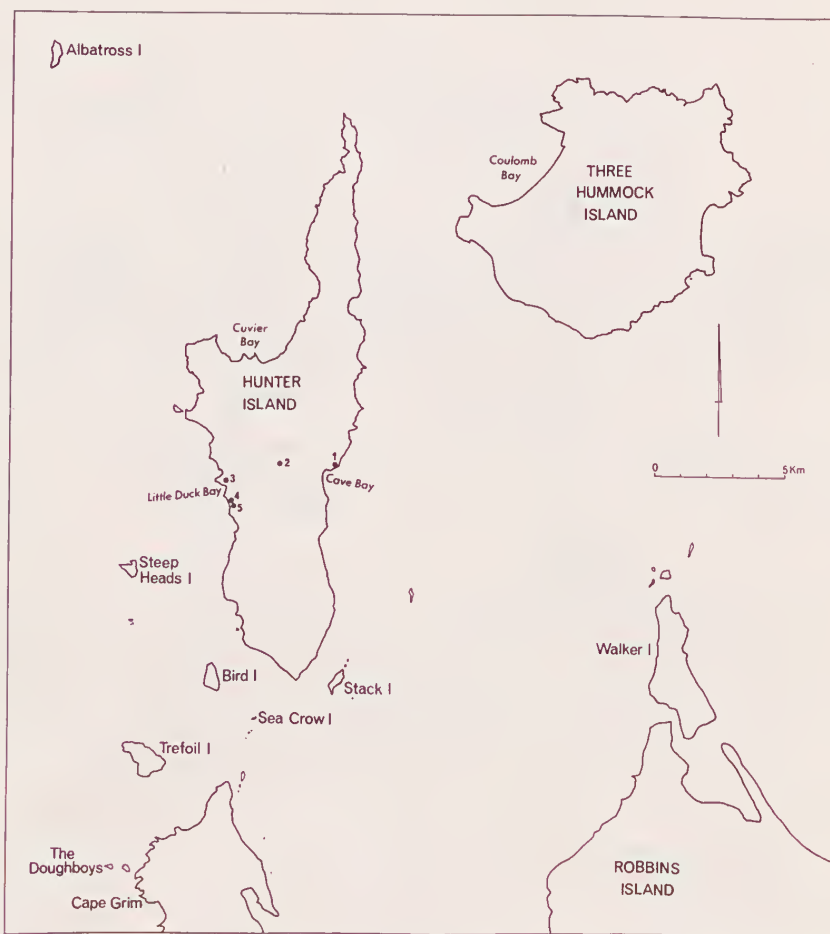 Albatross I
Coulomb
Bay
THREE
HUMMOCK
ISLAND
Cuvier
Bay
HUNTER
ISLAND
0 5Km
1
2
3
Cave Bay
Little Duck Bay
4
5
Steep
Heads I
Walker I
Bird I
Stack I
Sea Crow I
Trefoil I
The
Doughboys
ROBBINS
ISLAND
Cape Grim